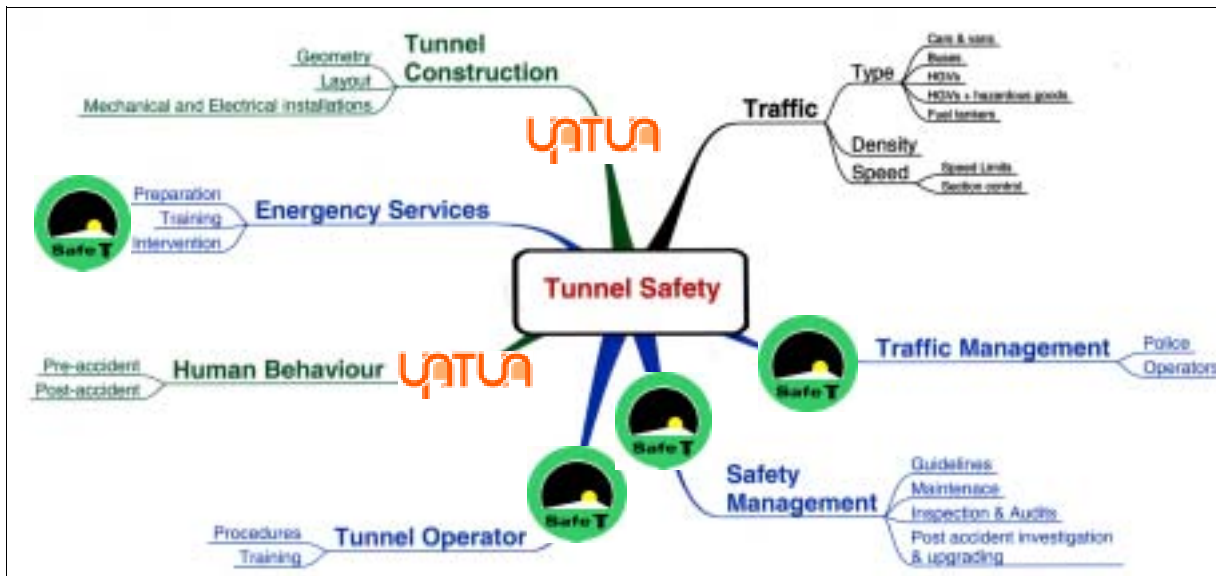 Tunnel
Construction
Geometry
Layout
Mechanical and Electrical installations
UPTUN
Traffic
Type
Cars & vans
Buses
HGVs
HGVs + hazardous goods
Fuel tankers
Density
Speed
Speed Limits
Section control
Energency Services
Preparation
Training
Intervention
Safe T
Tunnel Safety
Human Behaviour
Pre-accident
Post-accident
UPTUN
Traffic Management
Police
Operators
Safe T
Safe T
Safety
Management
Guidelines
Maintenace
Inspection & Audits
Post accident investigation
& upgrading
Safe T
Tunnel Operator
Procedures
Training